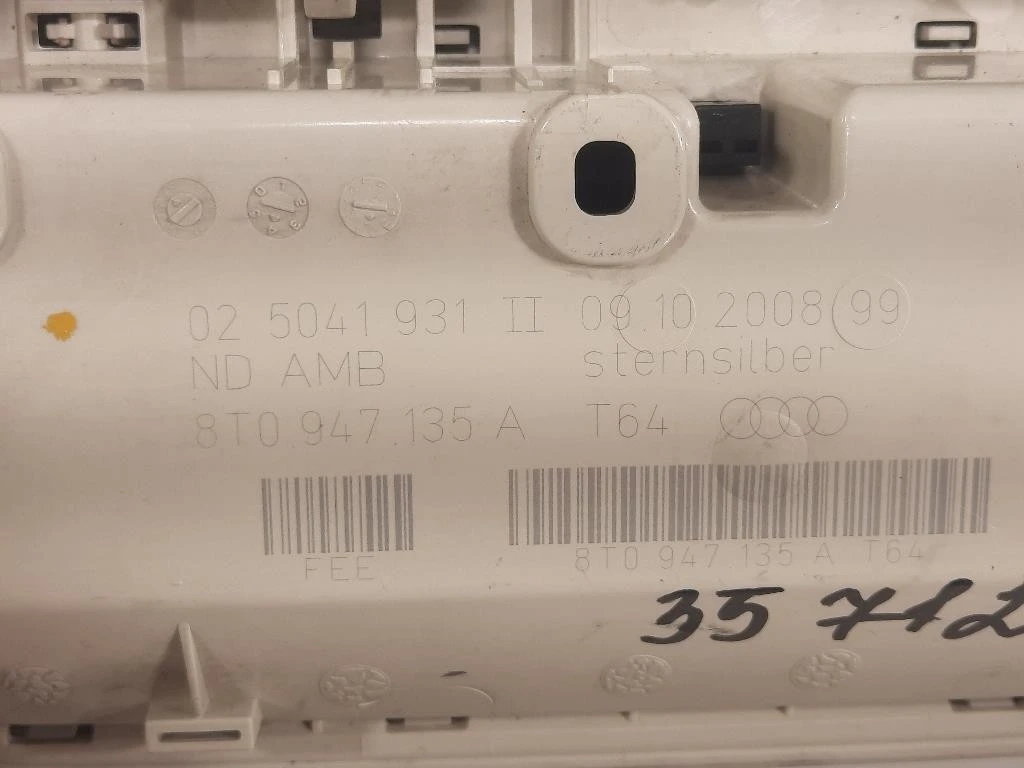 02 5041 931 II 09.10.2008 99
ND AMB sternsilber
8T0.947.135 A T64
FEE
8T0.947.135 A T64
35 712